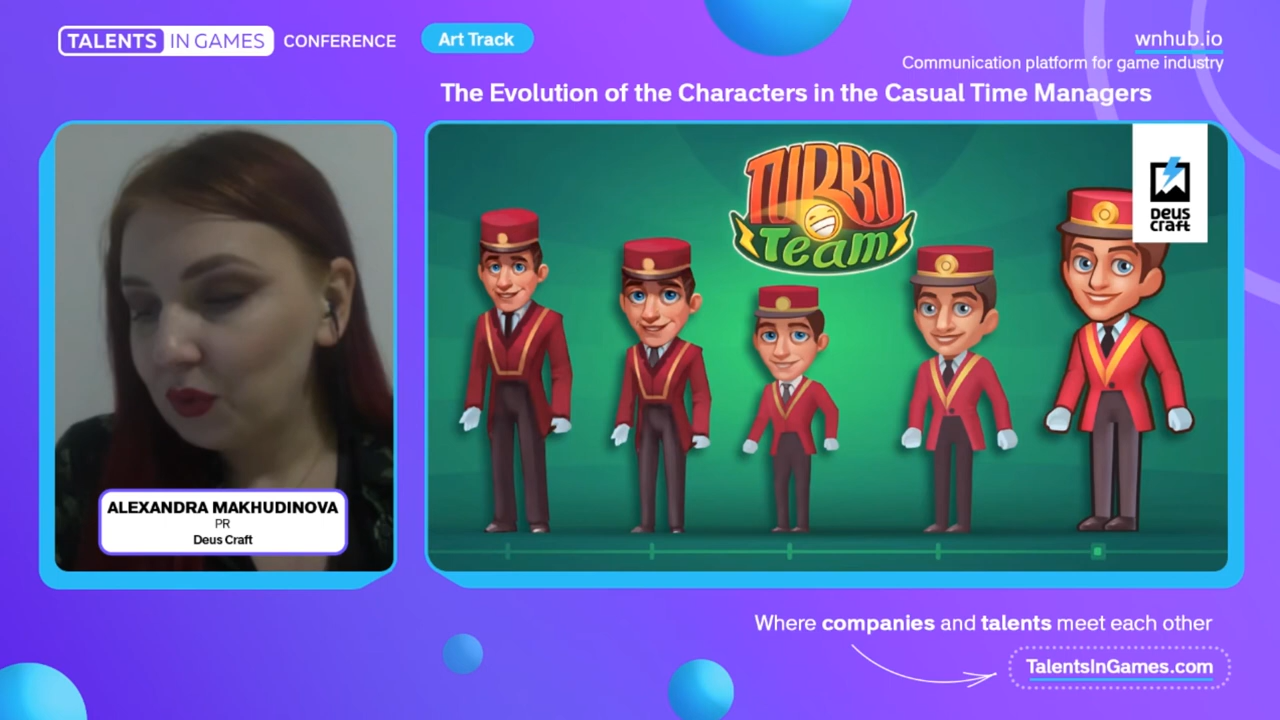 TALENTS IN GAMES CONFERENCE
Art Track
wnhub.io
Communication platform for game industry
The Evolution of the Characters in the Casual Time Managers
TURBO
Team
DEUS
craft
ALEXANDRA MAKHUDINOVA
PR
Deus Craft
Where companies and talents meet each other
TalentsInGames.com